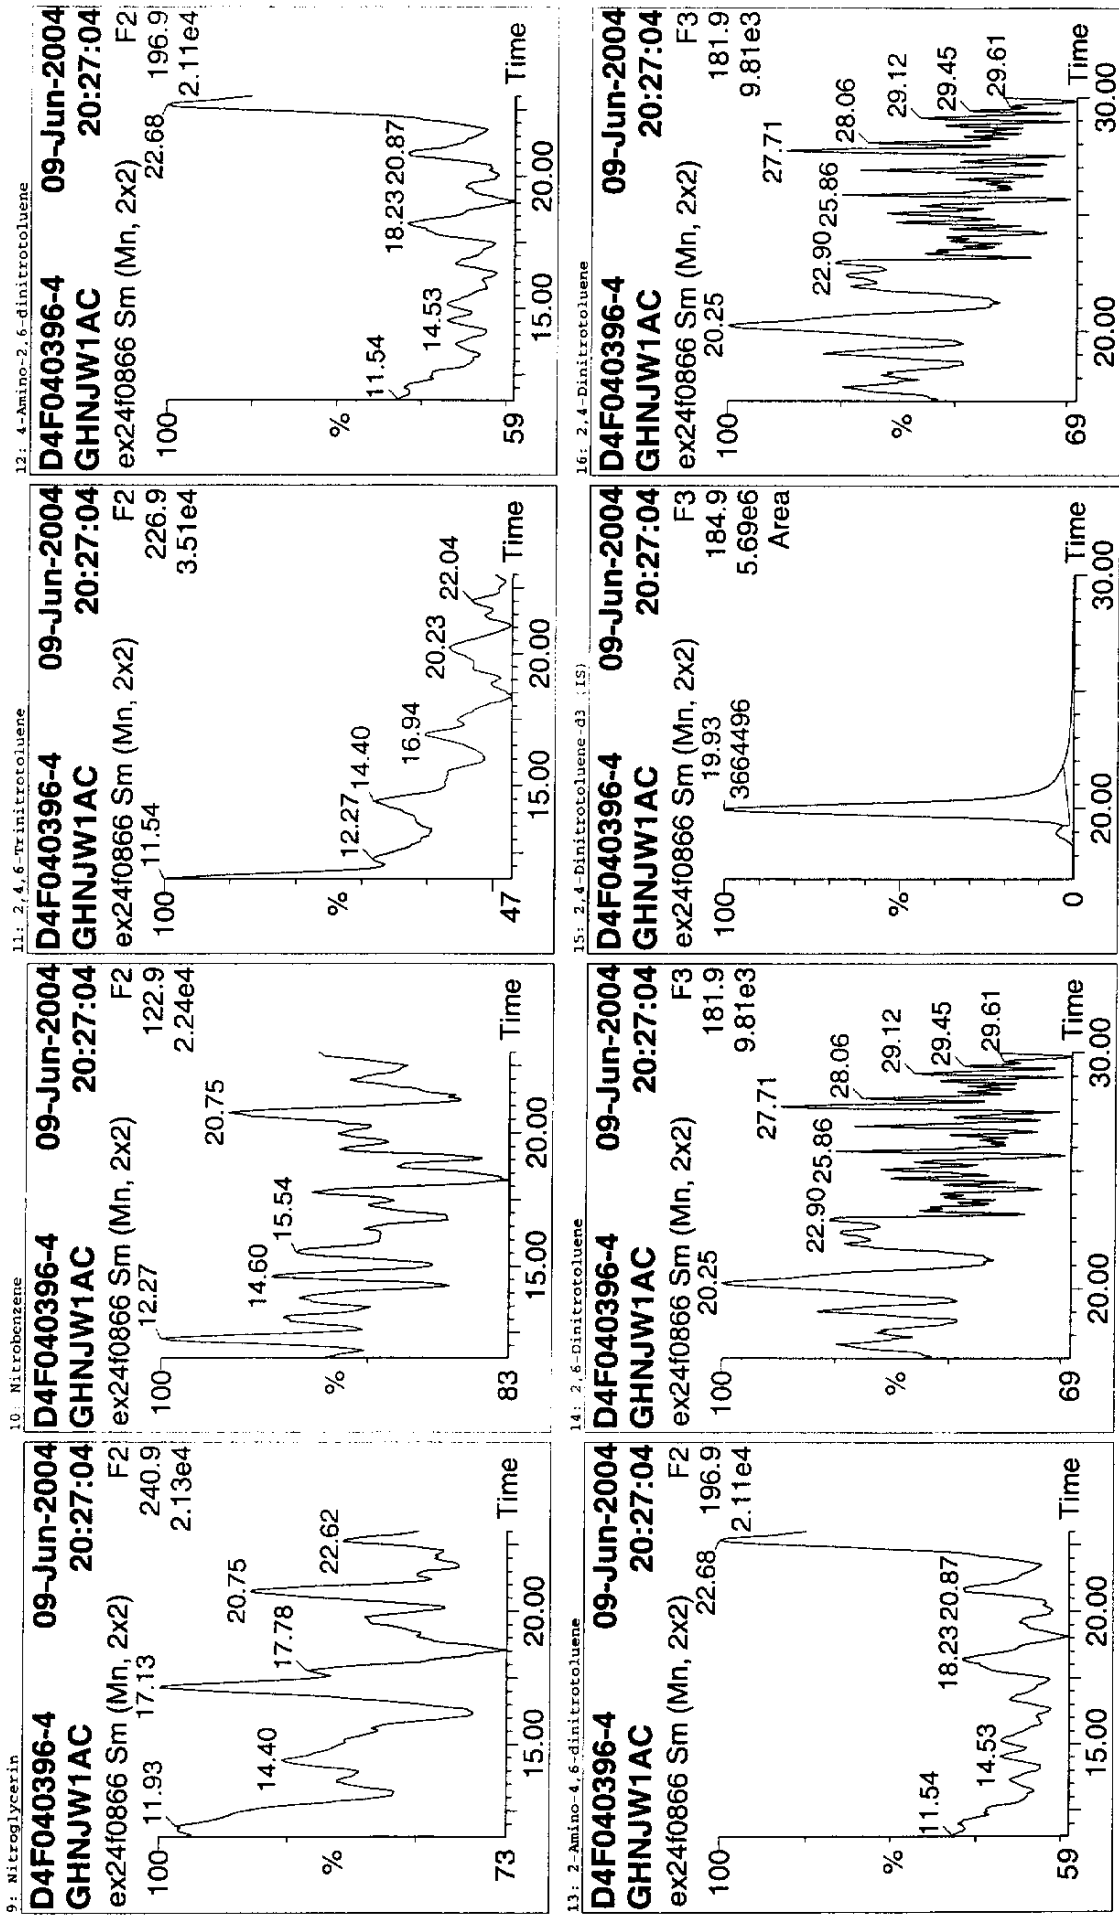 9: Nitroglycerin
D4F040396-4 09-Jun-2004
GHNJW1AC 20:27:04
ex24f0866 Sm (Mn, 2x2) F2
17.13 240.9
2.13e4
100
11.93
14.40
17.78
20.75
22.62
%
73
15.00
20.00
Time
10: Nitrobenzene
D4F040396-4 09-Jun-2004
GHNJW1AC 20:27:04
ex24f0866 Sm (Mn, 2x2) F2
12.27 122.9
2.24e4
100
14.60
15.54
20.75
%
83
15.00
20.00
Time
11: 2,4,6-Trinitrotoluene
D4F040396-4 09-Jun-2004
GHNJW1AC 20:27:04
ex24f0866 Sm (Mn, 2x2) F2
11.54 226.9
3.51e4
100
12.27
14.40
16.94
20.23
22.04
%
47
15.00
20.00
Time
12: 4-Amino-2,6-dinitrotoluene
D4F040396-4 09-Jun-2004
GHNJW1AC 20:27:04
ex24f0866 Sm (Mn, 2x2) F2
22.68 196.9
2.11e4
100
11.54
14.53
18.23
20.87
%
59
15.00
20.00
Time
13: 2-Amino-4,6-dinitrotoluene
D4F040396-4 09-Jun-2004
GHNJW1AC 20:27:04
ex24f0866 Sm (Mn, 2x2) F2
22.68 196.9
2.11e4
100
11.54
14.53
18.23
20.87
%
59
15.00
20.00
Time
14: 2,6-Dinitrotoluene
D4F040396-4 09-Jun-2004
GHNJW1AC 20:27:04
ex24f0866 Sm (Mn, 2x2) F3
20.25 181.9
9.81e3
100
22.90
25.86
27.71
28.06
29.12
29.45
29.61
%
69
20.00
30.00
Time
15: 2,4-Dinitrotoluene-d3 (IS)
D4F040396-4 09-Jun-2004
GHNJW1AC 20:27:04
ex24f0866 Sm (Mn, 2x2) F3
19.93 184.9
3664496 5.69e6
Area
100
%
0
20.00
30.00
Time
16: 2,4-Dinitrotoluene
D4F040396-4 09-Jun-2004
GHNJW1AC 20:27:04
ex24f0866 Sm (Mn, 2x2) F3
20.25 181.9
9.81e3
100
22.90
25.86
27.71
28.06
29.12
29.45
29.61
%
69
20.00
30.00
Time